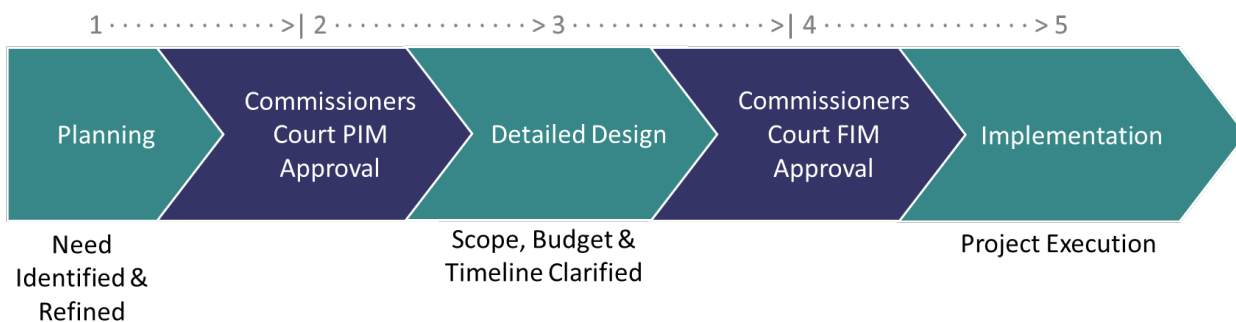 1 · · · · · · · · · · · · >| 2 · · · · · · · · · · · · · · · > 3 · · · · · · · · · · · · · · · >| 4 · · · · · · · · · · · · · · · > 5
Planning
Commissioners
Court PIM
Approval
Detailed Design
Commissioners
Court FIM
Approval
Implementation
Need
Identified &
Refined
Scope, Budget &
Timeline Clarified
Project Execution